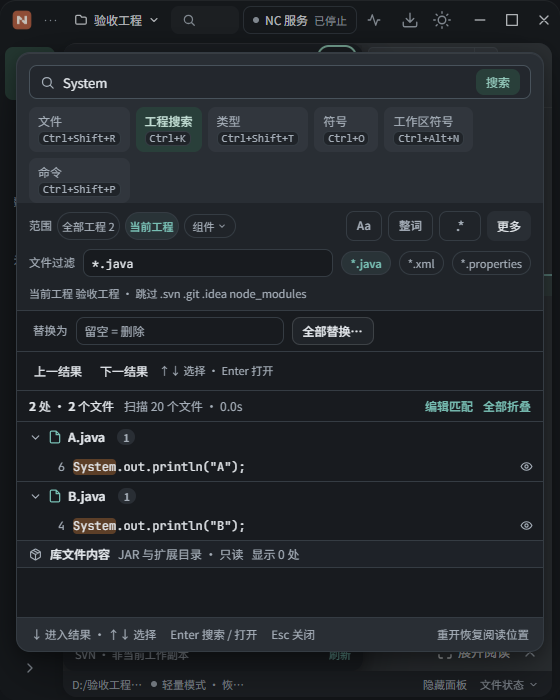 N ··· 验收工程 NC 服务 已停止
System 搜索
文件 工程搜索 类型 符号 工作区符号
Ctrl+Shift+R Ctrl+K Ctrl+Shift+T Ctrl+O Ctrl+Alt+N
命令
Ctrl+Shift+P
范围 全部工程 2 当前工程 组件 Aa 整词 .* 更多
文件过滤 *.java *.java *.xml *.properties
当前工程 验收工程 • 跳过 .svn .git .idea node_modules
替换为 留空 = 删除 全部替换…
上一结果 下一结果 ↑↓ 选择 • Enter 打开
2 处 • 2 个文件 扫描 20 个文件 • 0.0s 编辑匹配 全部折叠
A.java 1
6 System.out.println("A");
B.java 1
4 System.out.println("B");
库文件内容 JAR 与扩展目录 • 只读 显示 0 处
↓ 进入结果 • ↑↓ 选择 Enter 搜索 / 打开 Esc 关闭 重开恢复阅读位置
SVN • 非当前工作副本 刷新 展开阅读
D:/验收工程… 轻量模式 • 恢… 隐藏面板 文件状态